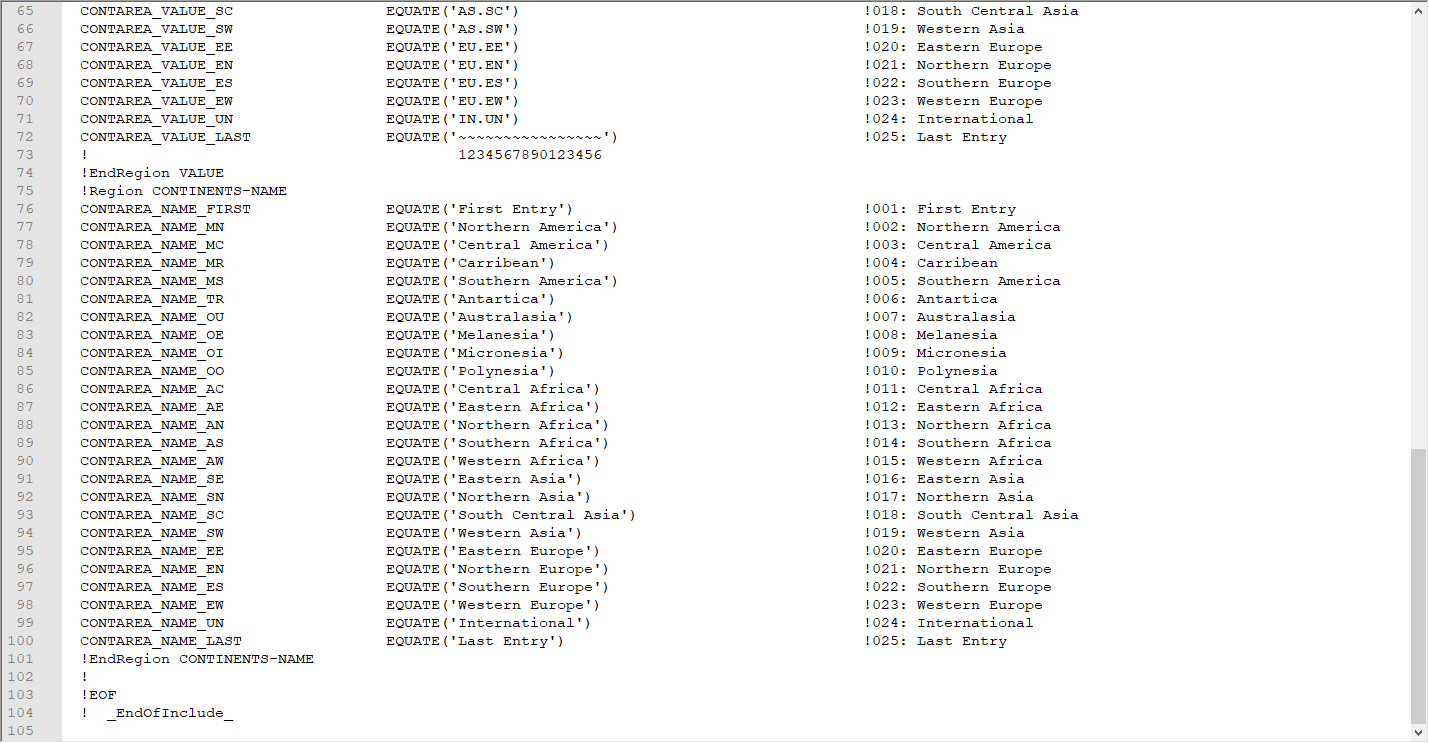 65 CONTAREA_VALUE_SC EQUATE('AS.SC') !018: South Central Asia
66 CONTAREA_VALUE_SW EQUATE('AS.SW') !019: Western Asia
67 CONTAREA_VALUE_EE EQUATE('EU.EE') !020: Eastern Europe
68 CONTAREA_VALUE_EN EQUATE('EU.EN') !021: Northern Europe
69 CONTAREA_VALUE_ES EQUATE('EU.ES') !022: Southern Europe
70 CONTAREA_VALUE_EW EQUATE('EU.EW') !023: Western Europe
71 CONTAREA_VALUE_UN EQUATE('IN.UN') !024: International
72 CONTAREA_VALUE_LAST EQUATE('~~~~~~~~~~~~~~~~') !025: Last Entry
73 ! 1234567890123456
74 !EndRegion VALUE
75 !Region CONTINENTS-NAME
76 CONTAREA_NAME_FIRST EQUATE('First Entry') !001: First Entry
77 CONTAREA_NAME_MN EQUATE('Northern America') !002: Northern America
78 CONTAREA_NAME_MC EQUATE('Central America') !003: Central America
79 CONTAREA_NAME_MR EQUATE('Carribean') !004: Carribean
80 CONTAREA_NAME_MS EQUATE('Southern America') !005: Southern America
81 CONTAREA_NAME_TR EQUATE('Antartica') !006: Antartica
82 CONTAREA_NAME_OU EQUATE('Australasia') !007: Australasia
83 CONTAREA_NAME_OE EQUATE('Melanesia') !008: Melanesia
84 CONTAREA_NAME_OI EQUATE('Micronesia') !009: Micronesia
85 CONTAREA_NAME_OO EQUATE('Polynesia') !010: Polynesia
86 CONTAREA_NAME_AC EQUATE('Central Africa') !011: Central Africa
87 CONTAREA_NAME_AE EQUATE('Eastern Africa') !012: Eastern Africa
88 CONTAREA_NAME_AN EQUATE('Northern Africa') !013: Northern Africa
89 CONTAREA_NAME_AS EQUATE('Southern Africa') !014: Southern Africa
90 CONTAREA_NAME_AW EQUATE('Western Africa') !015: Western Africa
91 CONTAREA_NAME_SE EQUATE('Eastern Asia') !016: Eastern Asia
92 CONTAREA_NAME_SN EQUATE('Northern Asia') !017: Northern Asia
93 CONTAREA_NAME_SC EQUATE('South Central Asia') !018: South Central Asia
94 CONTAREA_NAME_SW EQUATE('Western Asia') !019: Western Asia
95 CONTAREA_NAME_EE EQUATE('Eastern Europe') !020: Eastern Europe
96 CONTAREA_NAME_EN EQUATE('Northern Europe') !021: Northern Europe
97 CONTAREA_NAME_ES EQUATE('Southern Europe') !022: Southern Europe
98 CONTAREA_NAME_EW EQUATE('Western Europe') !023: Western Europe
99 CONTAREA_NAME_UN EQUATE('International') !024: International
100 CONTAREA_NAME_LAST EQUATE('Last Entry') !025: Last Entry
101 !EndRegion CONTINENTS-NAME
102 !
103 !EOF
104 ! _EndOfInclude_
105